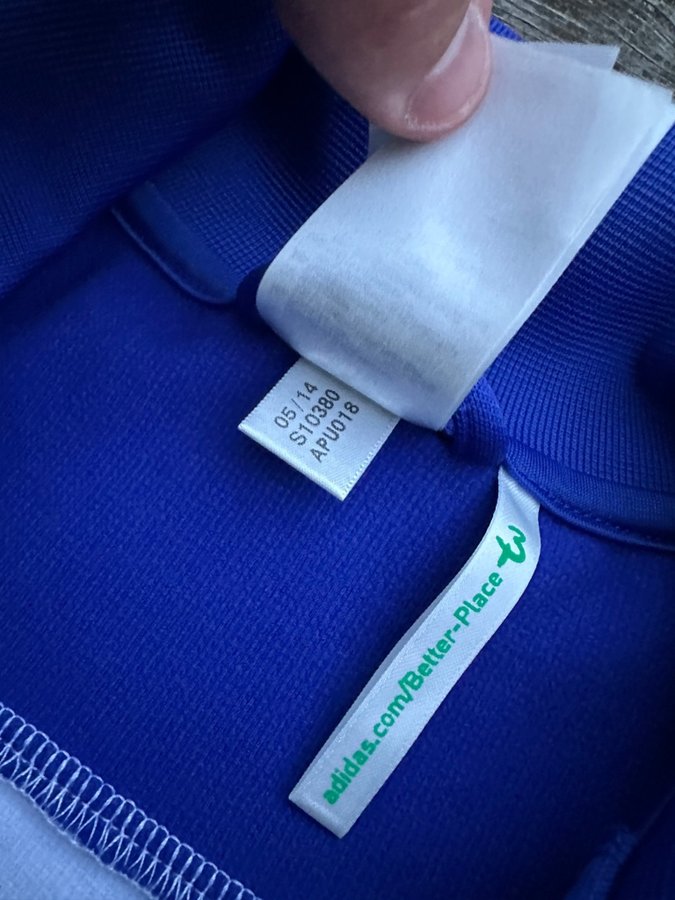 05/14
S10380
APU018
adidas.com/Better-Place